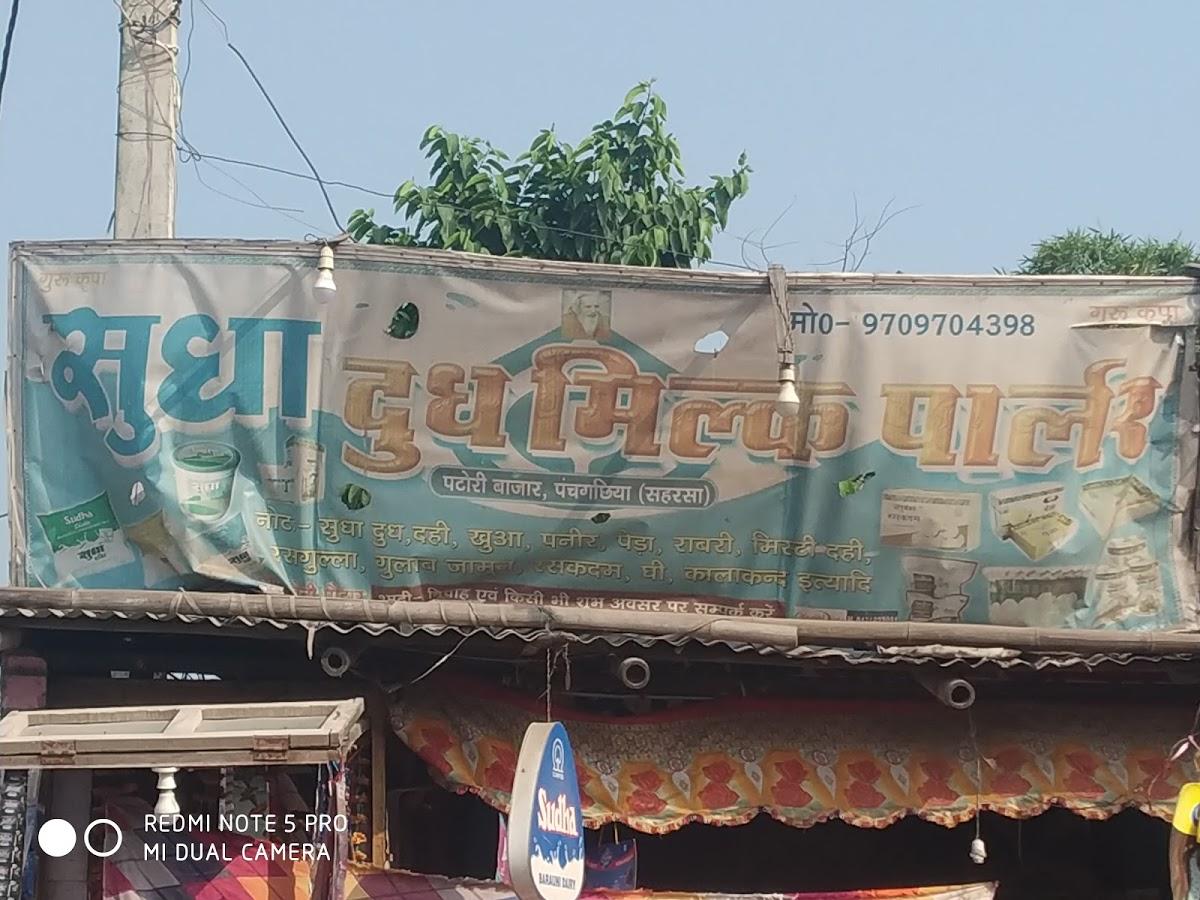 गुरू कृपा
गुरू कृपा
मो0- 9709704398
सुधा
दुध मिल्क पार्लर
पटोरी बाजार, पंचगछिया (सहरसा)
नोट:- सुधा दुध,दही, खुआ, पनीर, पेड़ा, राबरी, मिस्टी-दही,
रसगुल्ला, गुलाब जामुन, रसकदम, घी, कालाकन्द इत्यादि
एवं किसी भी शुभ अवसर पर सम्पर्क करें
Sudha
सुधा
सुधा
Sudha
BARAUNI DAIRY
REDMI NOTE 5 PRO
MI DUAL CAMERA